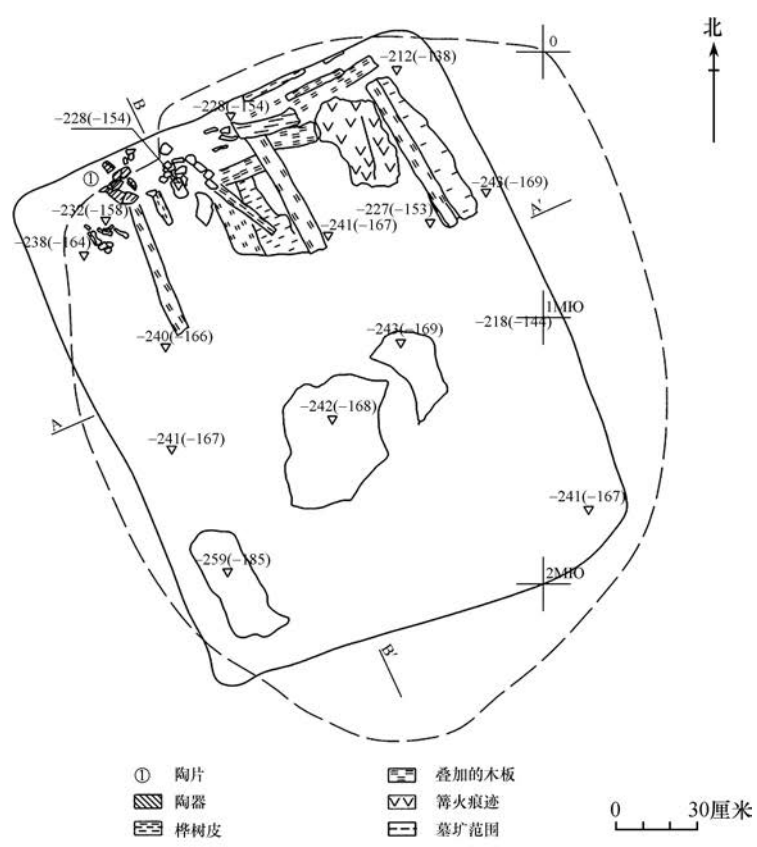 北
0
-212(-138)
B
-228(-154)
-228(-154)
①
-243(-169)
A'
-232(-158)
-227(-153)
-241(-167)
-238(-164)
1МЮ
-218(-144)
-240(-166)
-243(-169)
-242(-168)
A
-241(-167)
-241(-167)
-259(-185)
2МЮ
B'
① 陶片
叠加的木板
陶器
篝火痕迹
桦树皮
墓圹范围
0 30厘米